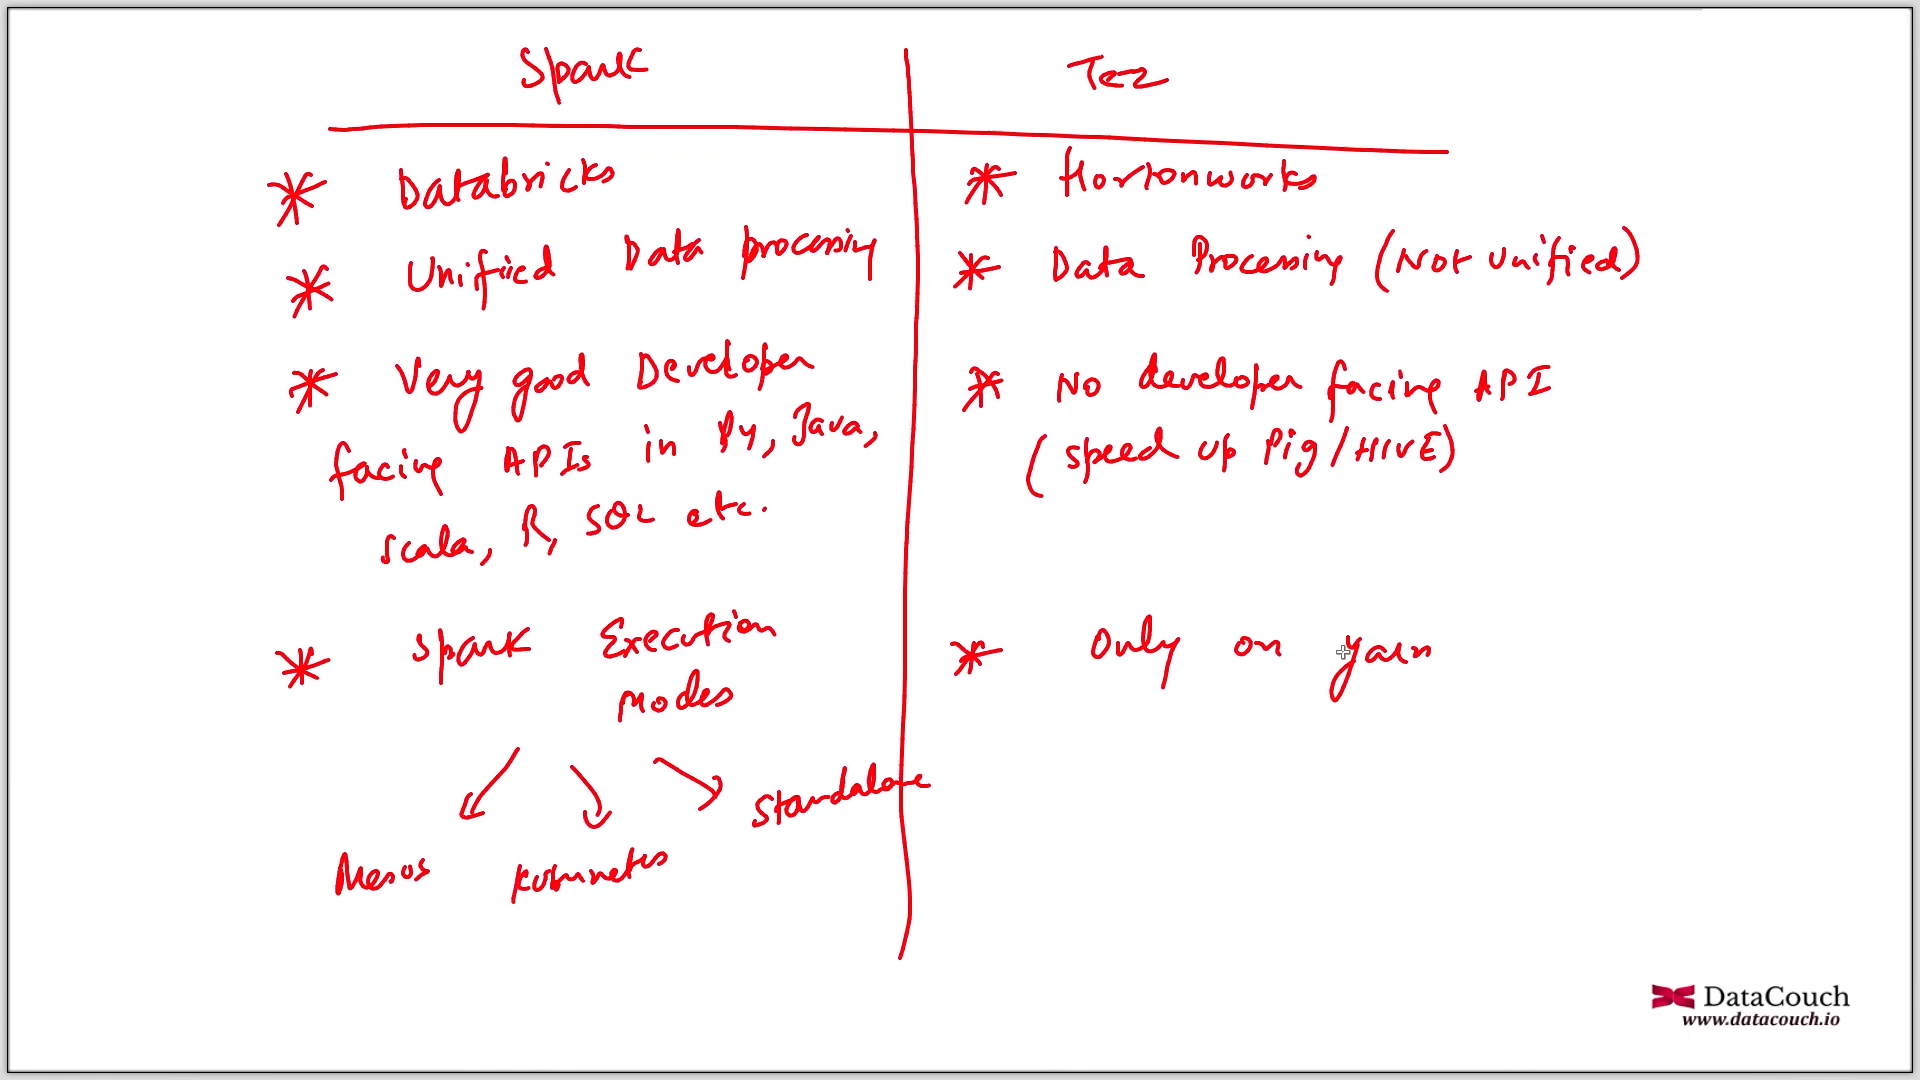 Spark
Tez
* Databricks
* Hortonworks
* Unified Data processing
* Data Processing (Not Unified)
* Very good Developer
facing APIs in Py, Java,
Scala, R, SQL etc.
* No developer facing API
(speed up Pig/HIVE)
* Spark Execution
Modes
* Only on yarn
Standalone
Mesos
Kubernetes
DataCouch
www.datacouch.io